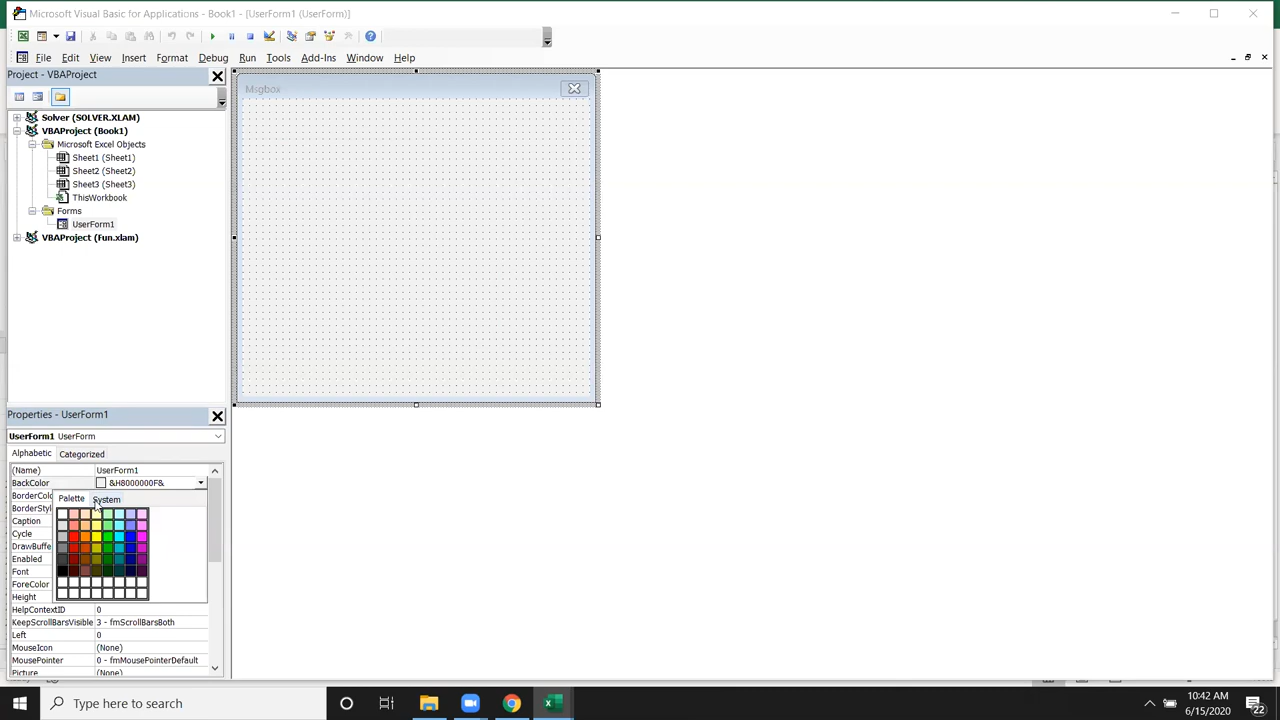 Microsoft Visual Basic for Applications - Book1 - [UserForm1 (UserForm)]
File Edit View Insert Format Debug Run Tools Add-Ins Window Help
Project - VBAProject
Msgbox
Solver (SOLVER.XLAM)
VBAProject (Book1)
Microsoft Excel Objects
Sheet1 (Sheet1)
Sheet2 (Sheet2)
Sheet3 (Sheet3)
ThisWorkbook
Forms
UserForm1
VBAProject (Fun.xlam)
Properties - UserForm1
UserForm1 UserForm
Alphabetic Categorized
(Name) UserForm1
BackColor &H8000000F&
BorderColo
Palette System
BorderStyl
Caption
Cycle
DrawBuffe
Enabled
Font
ForeColor
Height
HelpContextID 0
KeepScrollBarsVisible 3 - fmScrollBarsBoth
Left 0
MouseIcon (None)
MousePointer 0 - fmMousePointerDefault
Picture (None)
Type here to search
10:42 AM
6/15/2020
22